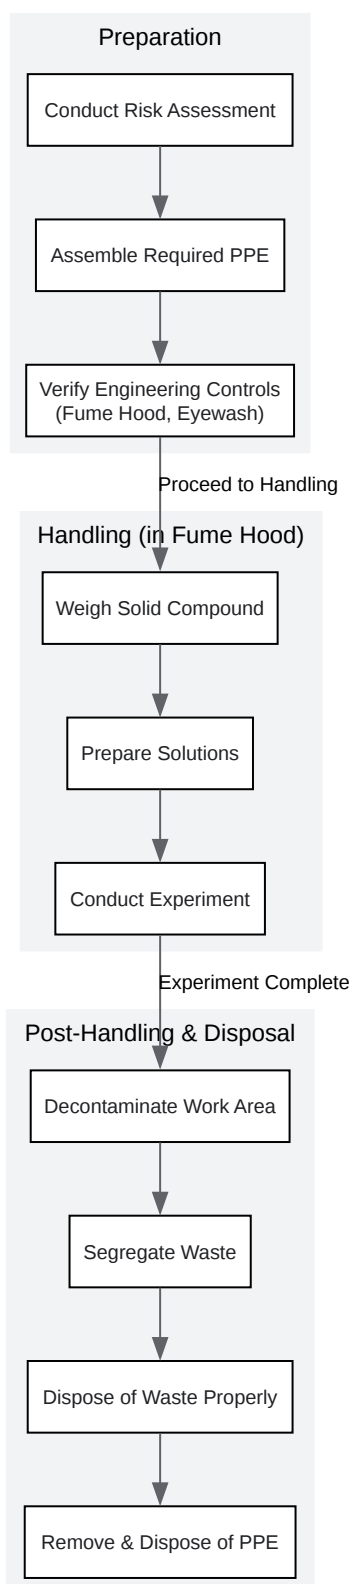 Preparation
Conduct Risk Assessment
Assemble Required PPE
Verify Engineering Controls
(Fume Hood, Eyewash)
Proceed to Handling
Handling (in Fume Hood)
Weigh Solid Compound
Prepare Solutions
Conduct Experiment
Experiment Complete
Post-Handling & Disposal
Decontaminate Work Area
Segregate Waste
Dispose of Waste Properly
Remove & Dispose of PPE